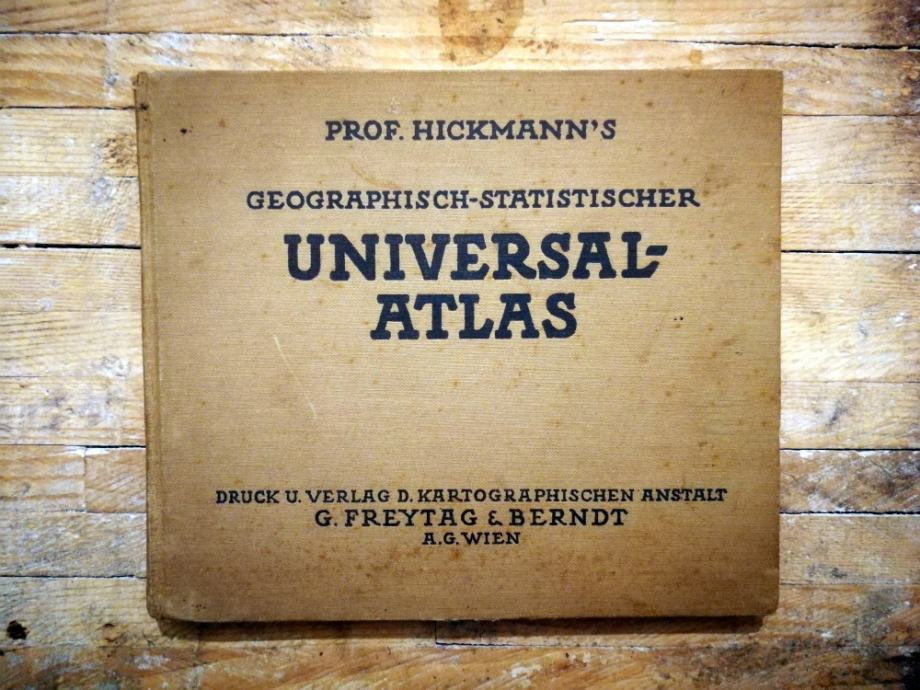 PROF. HICKMANN'S
GEOGRAPHISCH-STATISTISCHER
UNIVERSAL-
ATLAS
DRUCK U. VERLAG D. KARTOGRAPHISCHEN ANSTALT
G. FREYTAG & BERNDT
A.G. WIEN